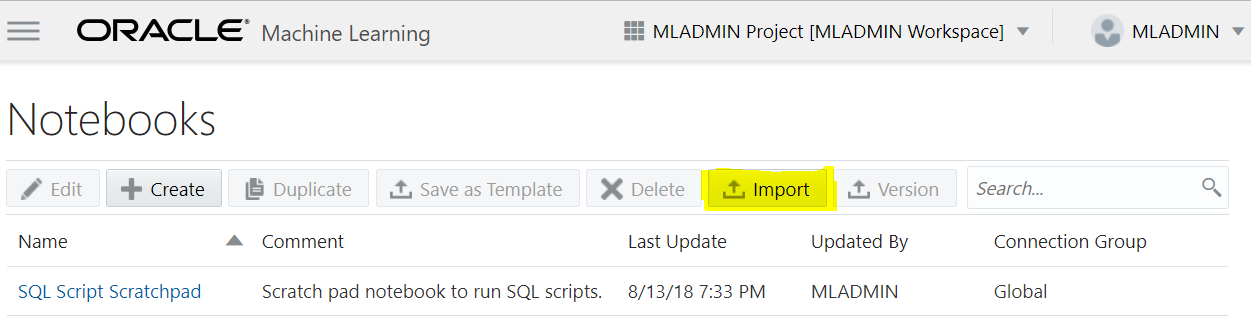 ORACLE® Machine Learning MLADMIN Project [MLADMIN Workspace] MLADMIN
Notebooks
Edit Create Duplicate Save as Template Delete Import Version Search...
Name Comment Last Update Updated By Connection Group
SQL Script Scratchpad Scratch pad notebook to run SQL scripts. 8/13/18 7:33 PM MLADMIN Global